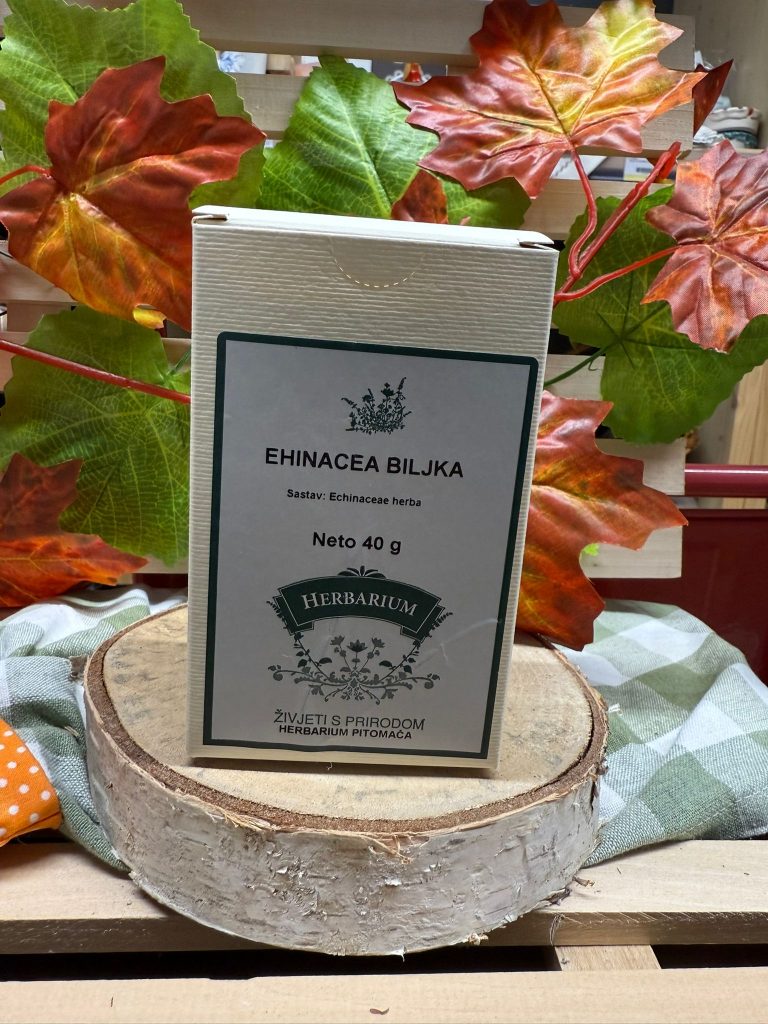 EHINACEA BILJKA
Sastav: Echinaceae herba
Neto 40 g
HERBARIUM
ŽIVJETI S PRIRODOM
HERBARIUM PITOMAČA